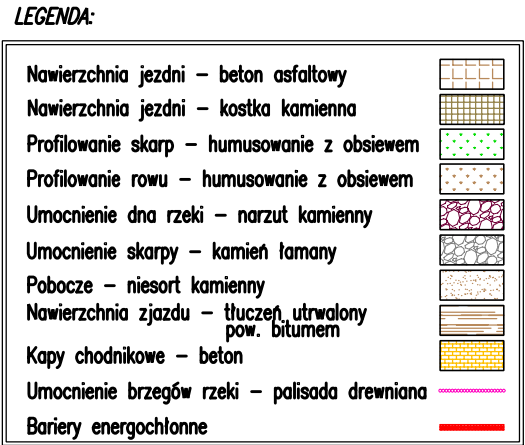 LEGENDA:
Nawierzchnia jezdni – beton asfaltowy
Nawierzchnia jezdni – kostka kamienna
Profilowanie skarp – humusowanie z obsiewem
Profilowanie rowu – humusowanie z obsiewem
Umocnienie dna rzeki – narzut kamienny
Umocnienie skarpy – kamień łamany
Pobocze – niesort kamienny
Nawierzchnia zjazdu – tłuczeń utrwalony
pow. bitumem
Kapy chodnikowe – beton
Umocnienie brzegów rzeki – palisada drewniana
Bariery energochłonne